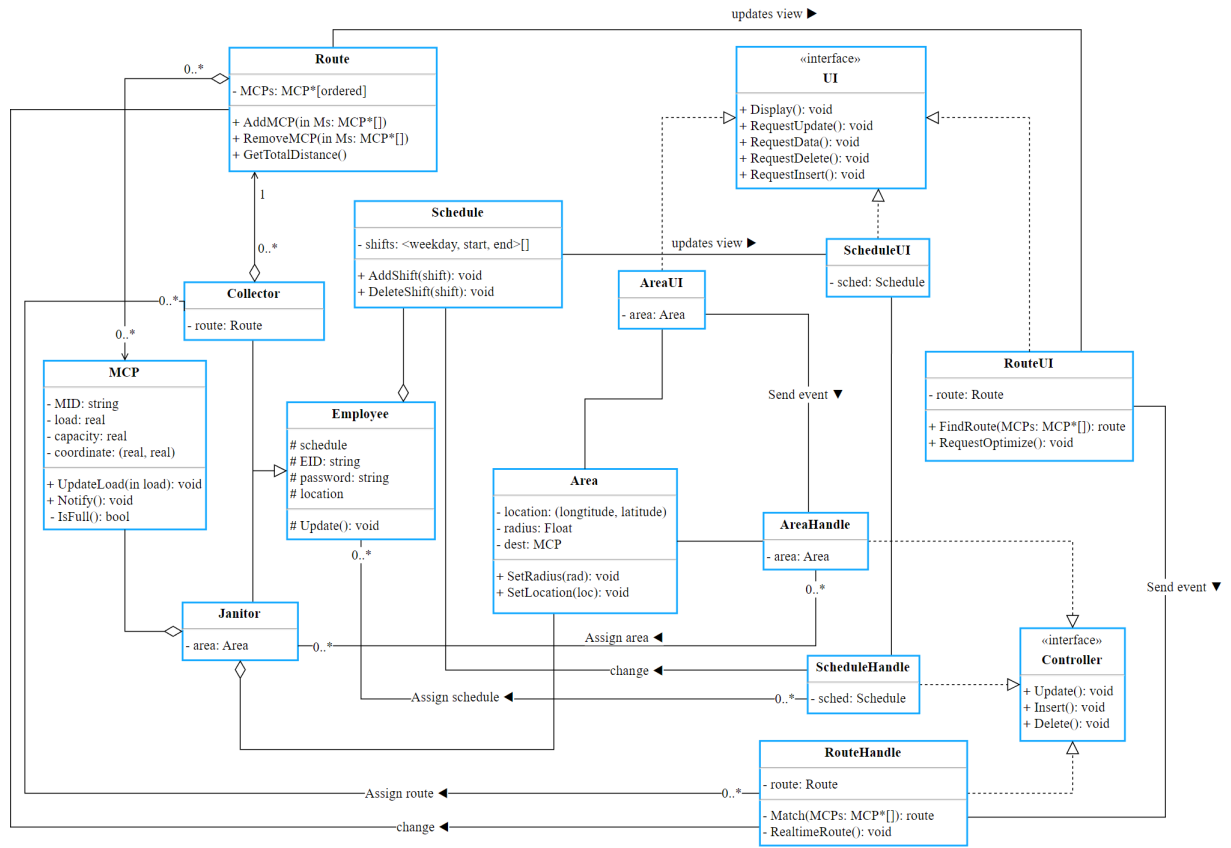 updates view ▶
Route
- MCPs: MCP*[ordered]
+ AddMCP(in Ms: MCP*[])
+ RemoveMCP(in Ms: MCP*[])
+ GetTotalDistance()
0..*
1
0..*
«interface»
UI
+ Display(): void
+ RequestUpdate(): void
+ RequestData(): void
+ RequestDelete(): void
+ RequestInsert(): void
Schedule
- shifts: <weekday, start, end>[]
+ AddShift(shift): void
+ DeleteShift(shift): void
updates view ▶
ScheduleUI
- sched: Schedule
AreaUI
- area: Area
Collector
- route: Route
0..*
0..*
MCP
- MID: string
- load: real
- capacity: real
- coordinate: (real, real)
+ UpdateLoad(in load): void
+ Notify(): void
- IsFull(): bool
RouteUI
- route: Route
+ FindRoute(MCPs: MCP*[]): route
+ RequestOptimize(): void
Send event ▼
Employee
# schedule
# EID: string
# password: string
# location
# Update(): void
0..*
Area
- location: (longtitude, latitude)
- radius: Float
- dest: MCP
+ SetRadius(rad): void
+ SetLocation(loc): void
AreaHandle
- area: Area
0..*
Send event ▼
Janitor
- area: Area
0..*
Assign area ◀
change ◀
Assign schedule ◀
0..*
ScheduleHandle
- sched: Schedule
«interface»
Controller
+ Update(): void
+ Insert(): void
+ Delete(): void
RouteHandle
- route: Route
- Match(MCPs: MCP*[]): route
- RealtimeRoute(): void
Assign route ◀
0..*
change ◀